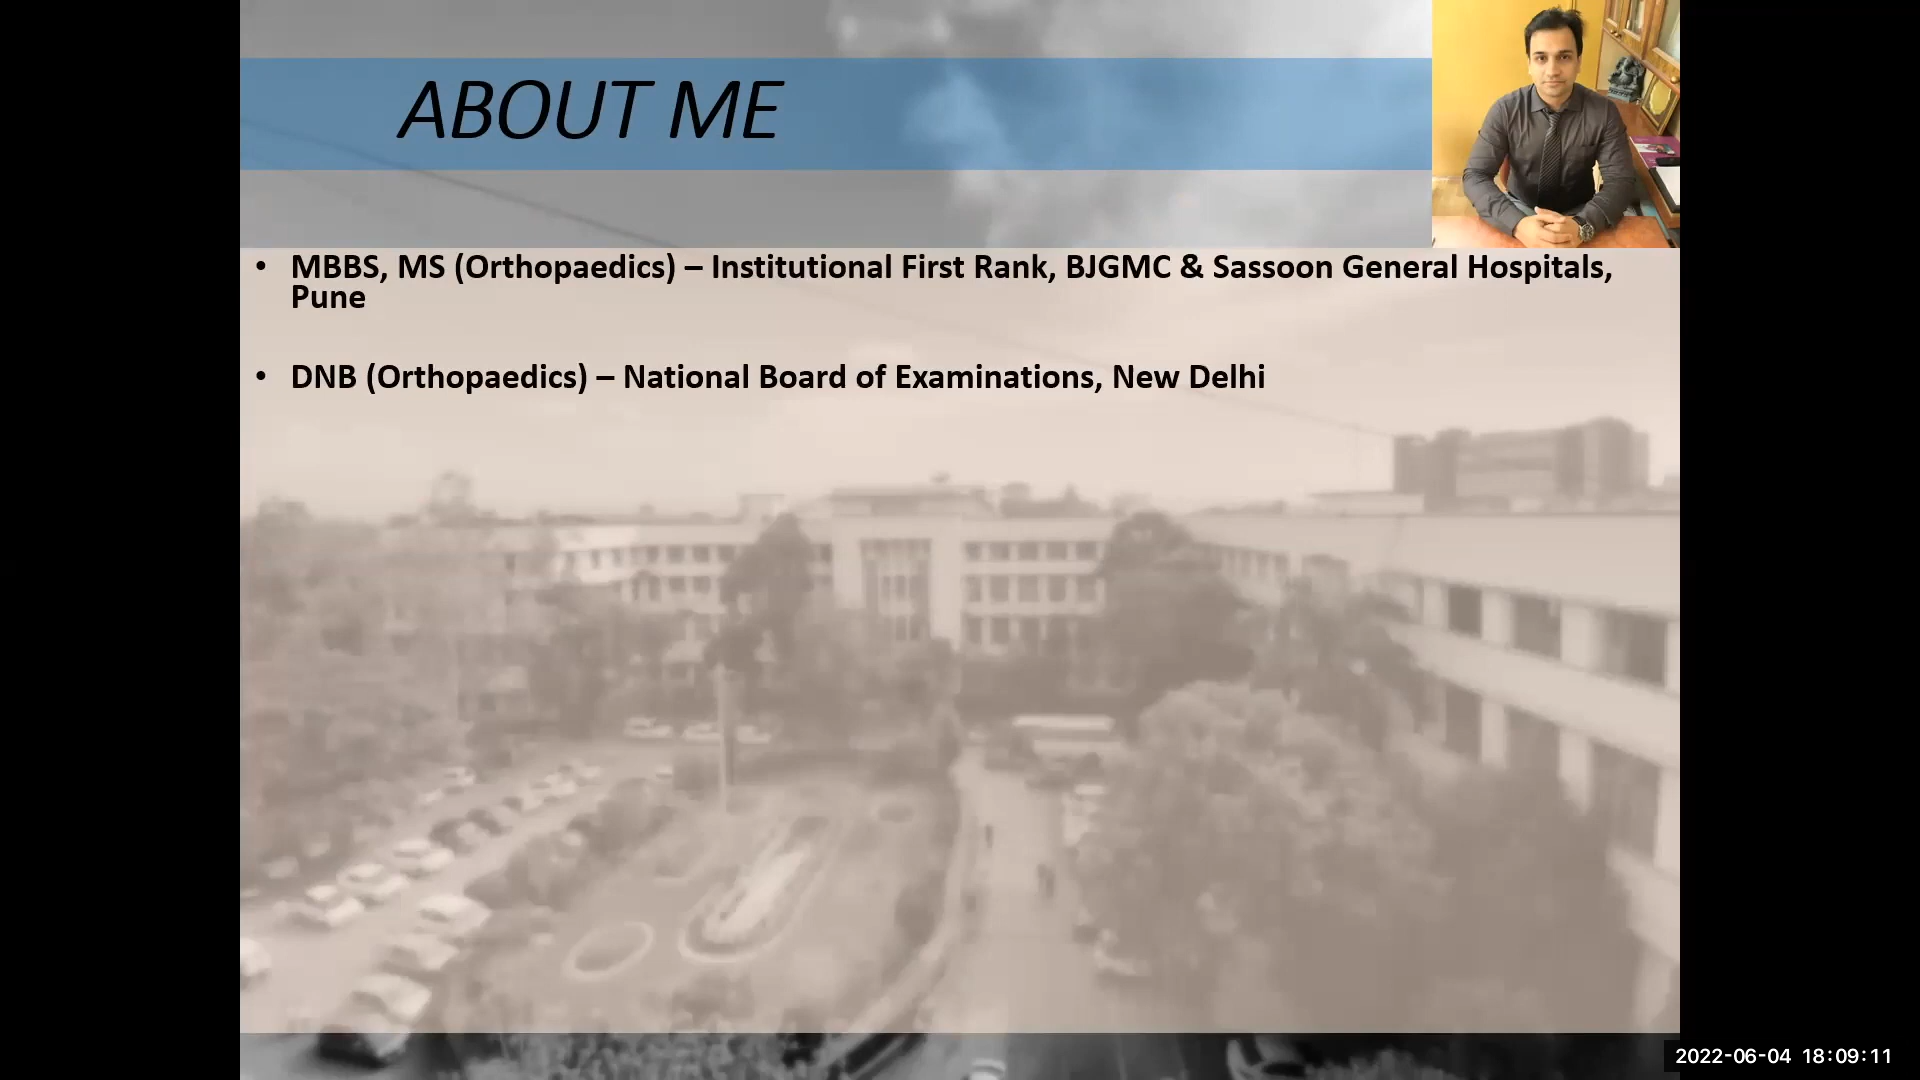 ABOUT ME
• MBBS, MS (Orthopaedics) – Institutional First Rank, BJGMC & Sassoon General Hospitals,
Pune
• DNB (Orthopaedics) – National Board of Examinations, New Delhi
2022-06-04 18:09:11